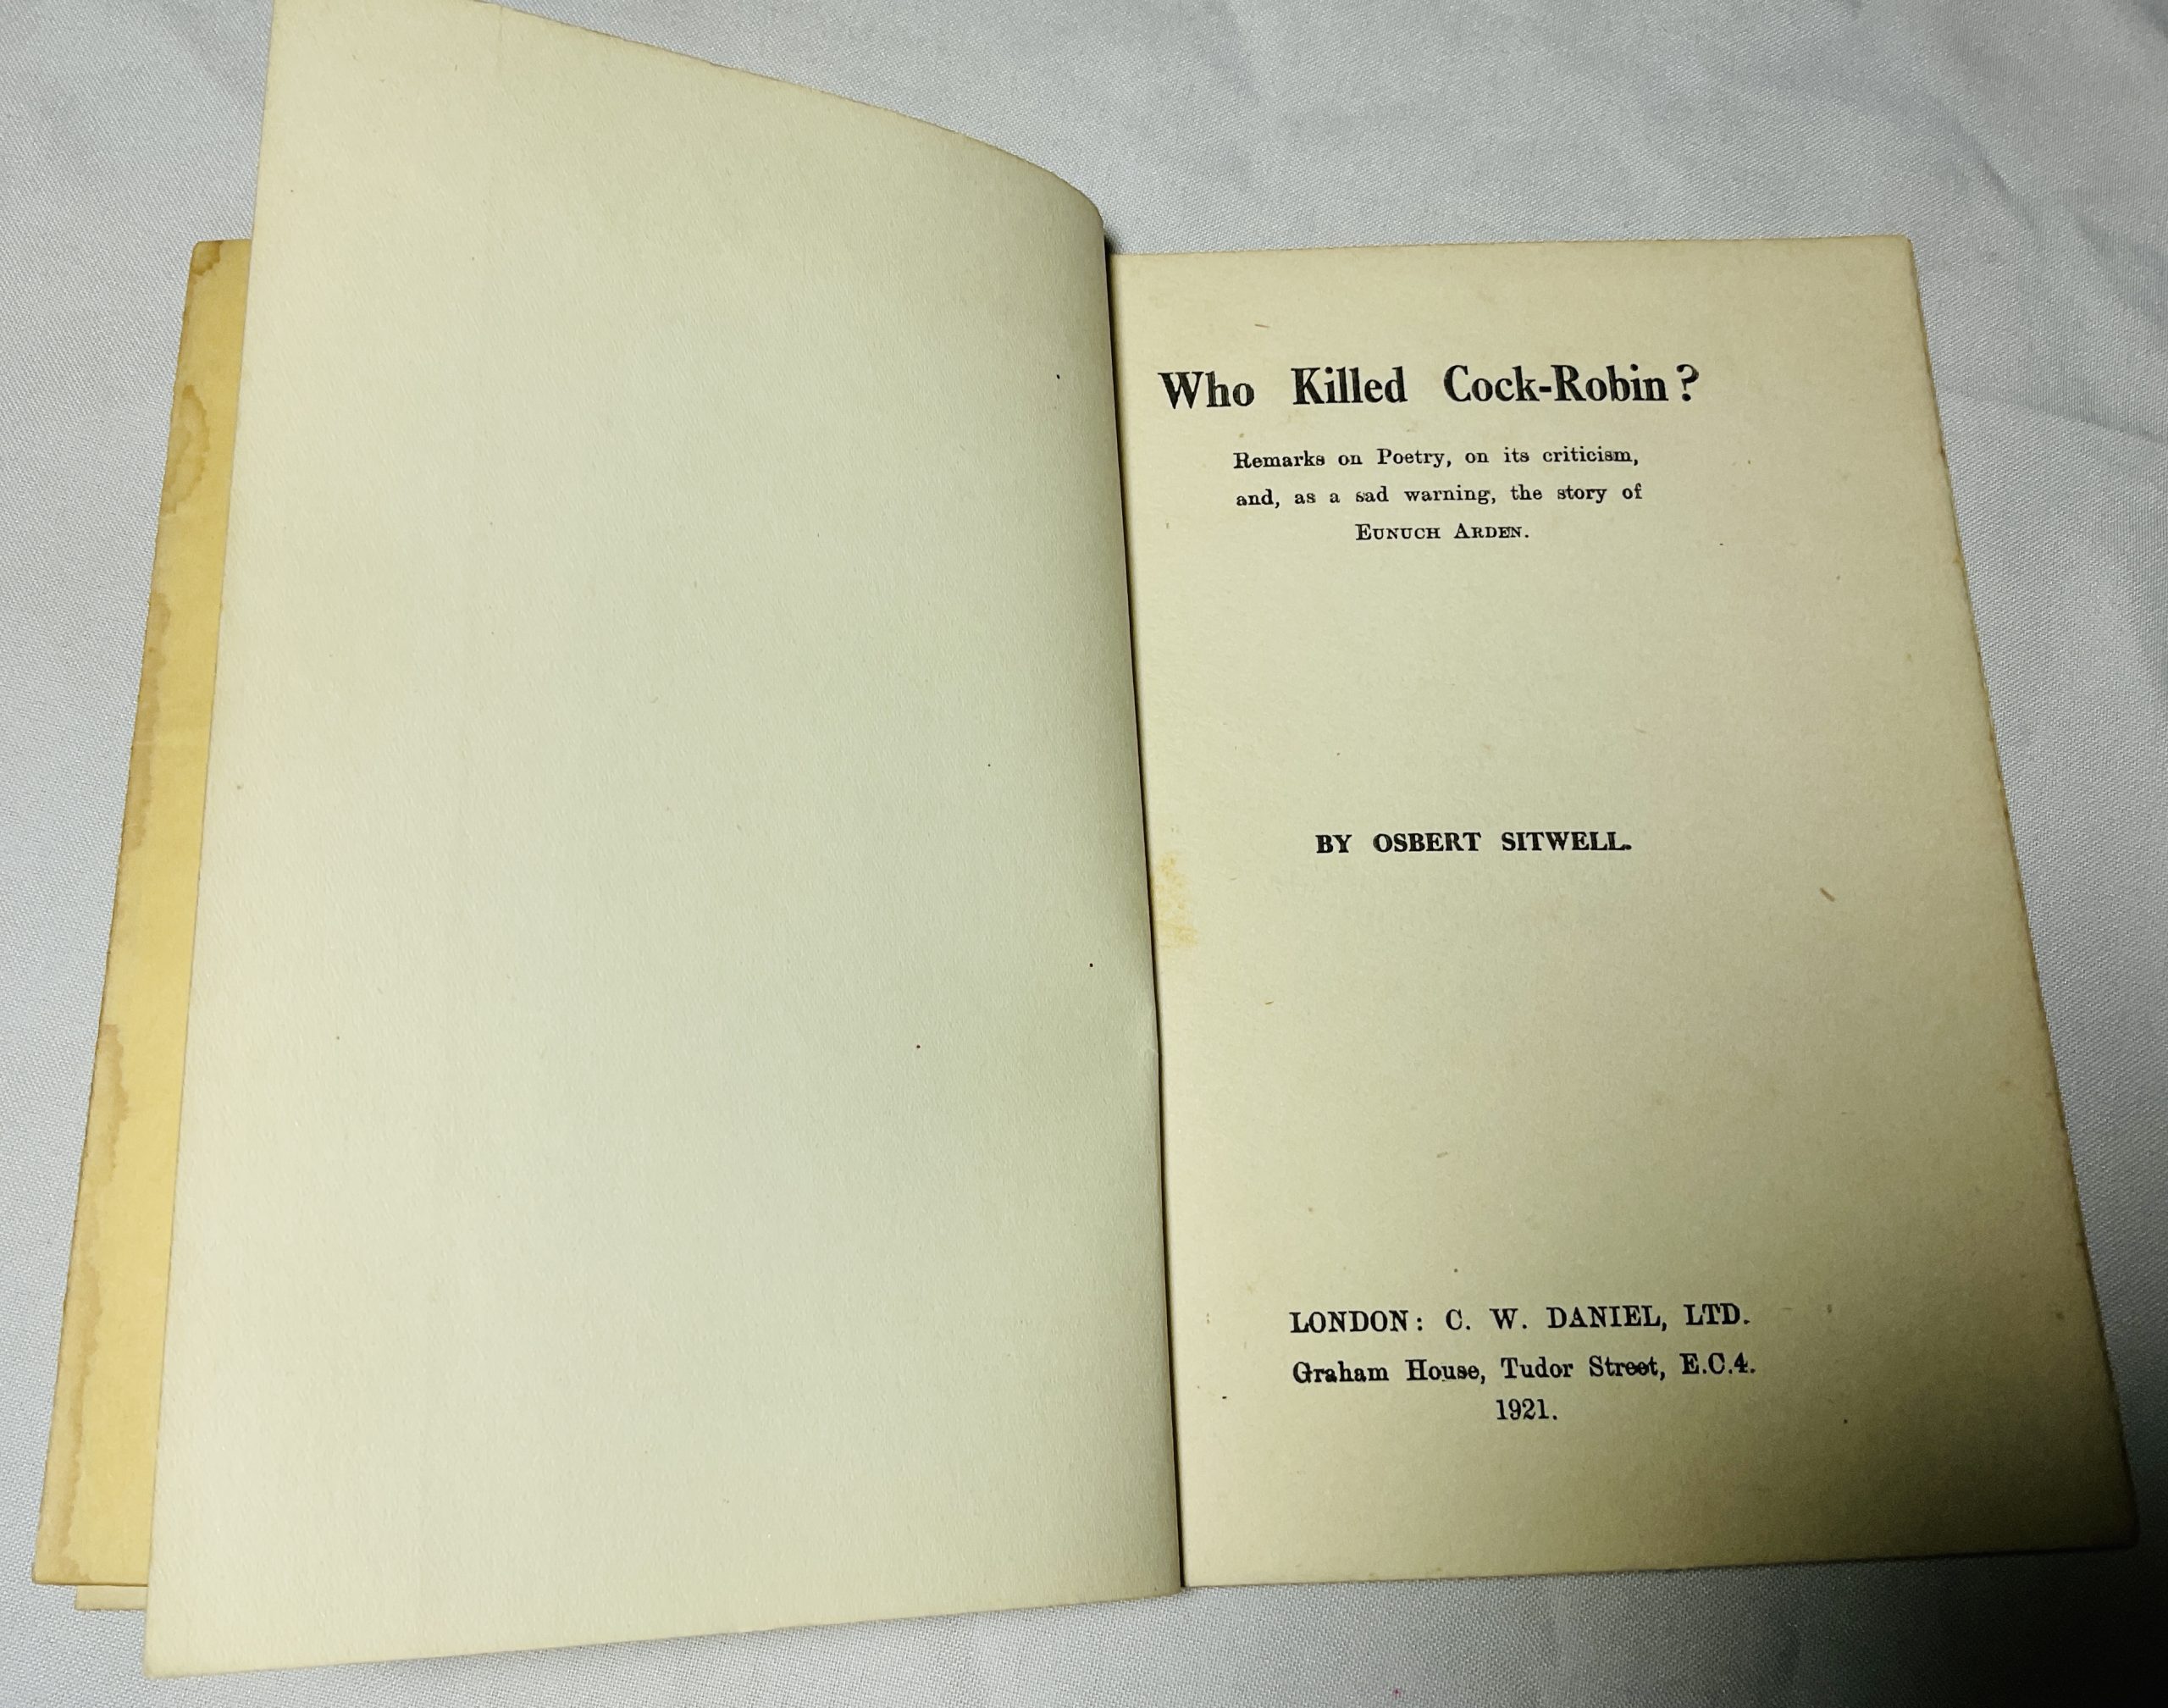 Who Killed Cock-Robin?
Remarks on Poetry, on its criticism,
and, as a sad warning, the story of
EUNUCH ARDEN.
BY OSBERT SITWELL.
LONDON: C. W. DANIEL, LTD.
Graham House, Tudor Street, E.C.4.
1921.